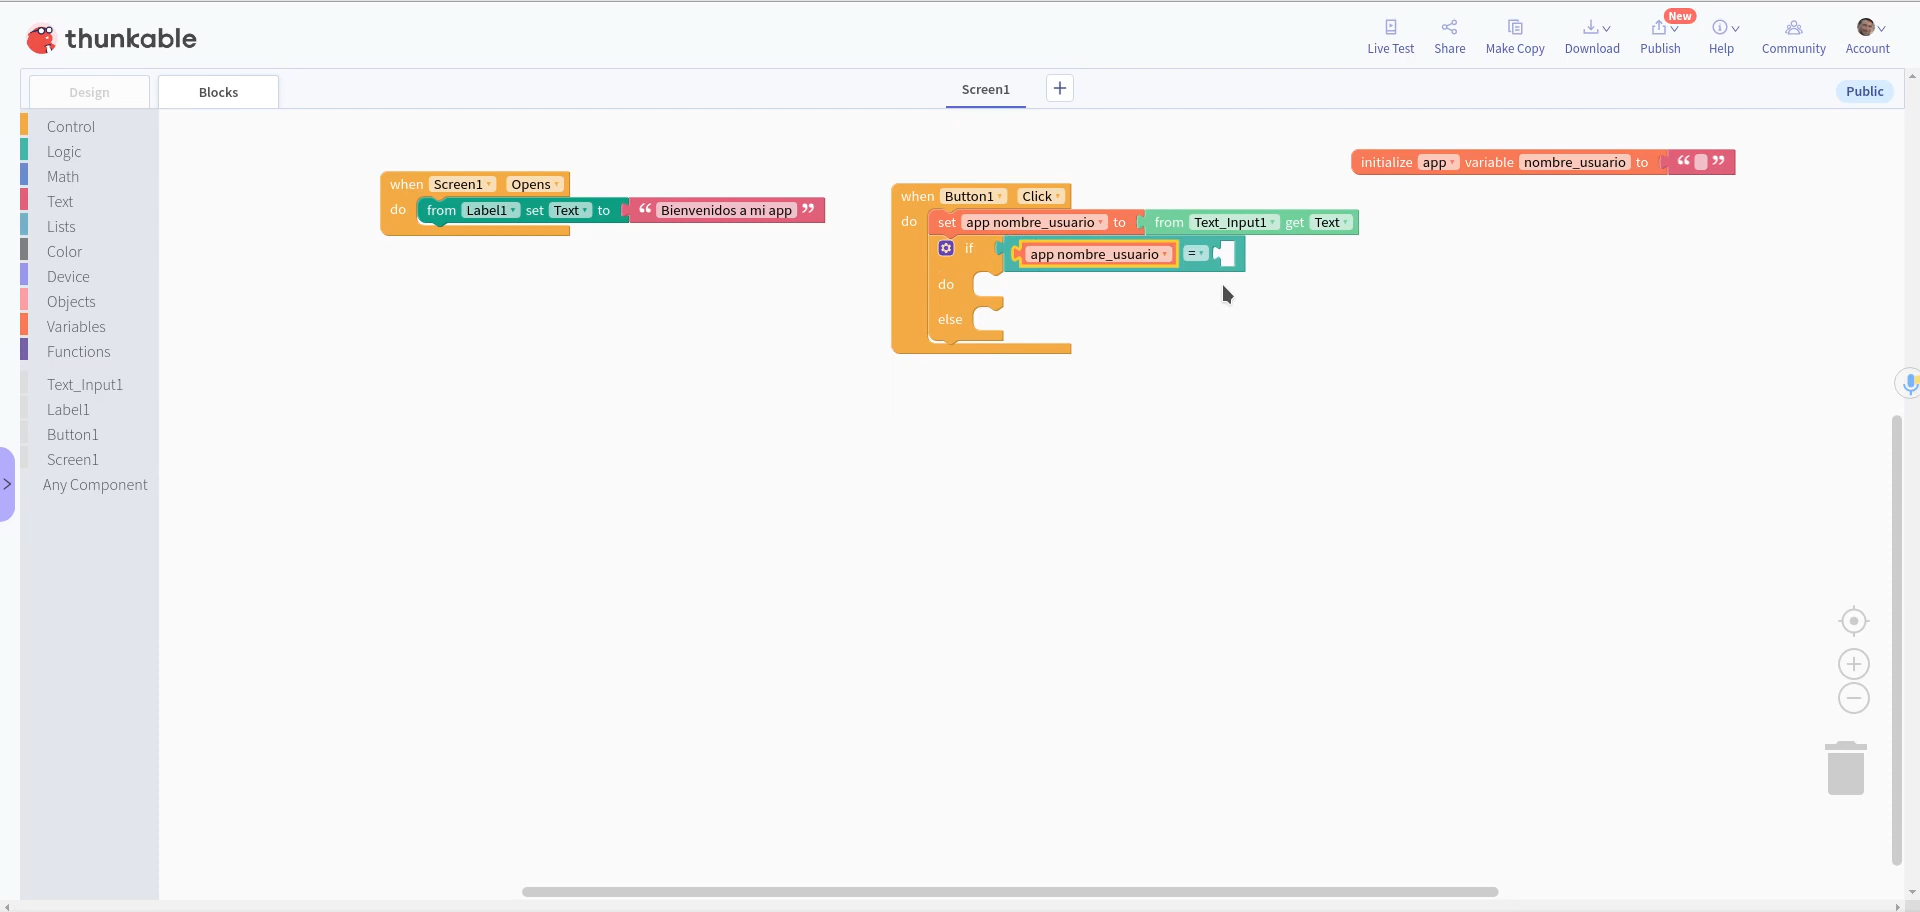 thunkable
Live Test
Share
Make Copy
Download
New
Publish
Help
Community
Account
Design
Blocks
Screen1
+
Public
Control
Logic
Math
Text
Lists
Color
Device
Objects
Variables
Functions
Text_Input1
Label1
Button1
Screen1
Any Component
when Screen1 Opens
do from Label1 set Text to “ Bienvenidos a mi app ”
when Button1 Click
do set app nombre_usuario to from Text_Input1 get Text
if app nombre_usuario =
do
else
initialize app variable nombre_usuario to “ ”